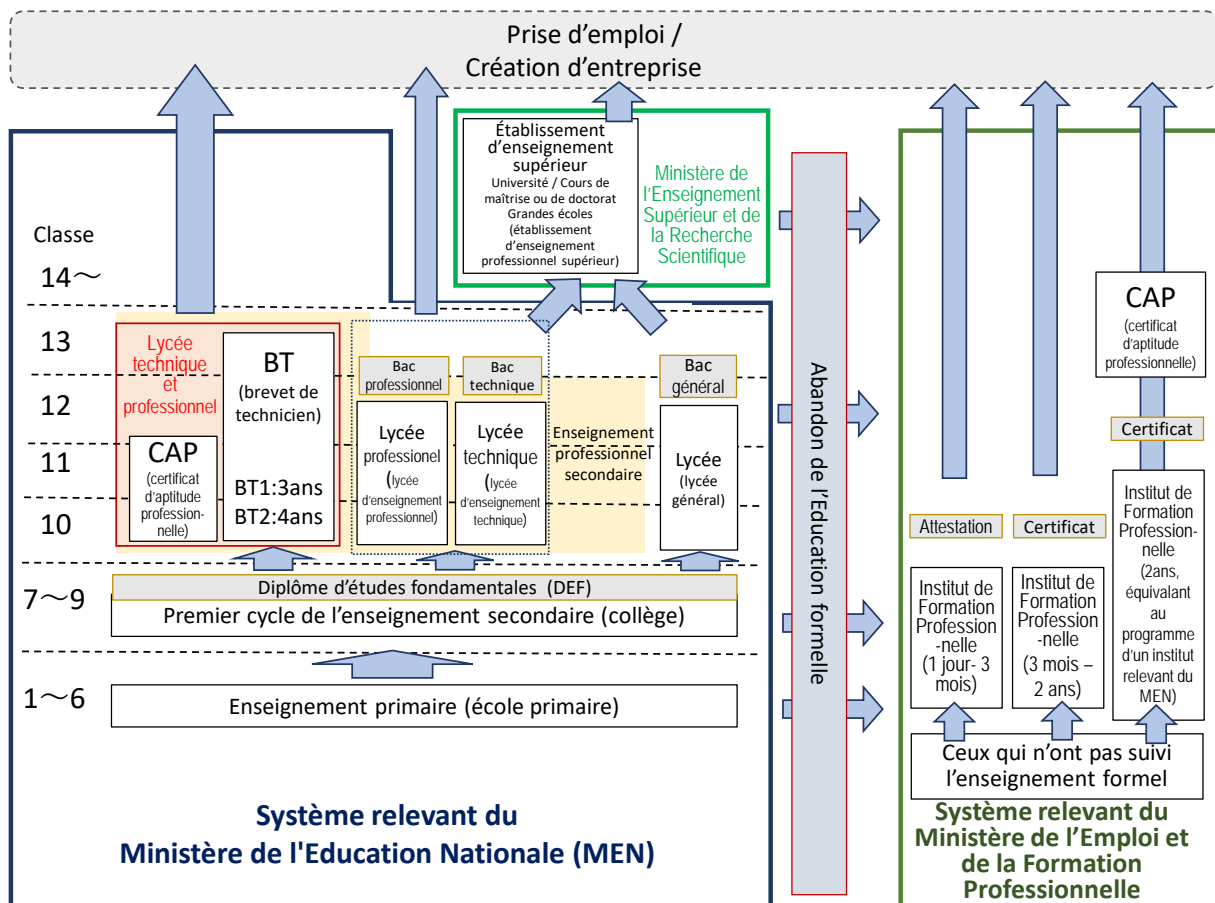 Prise d'emploi /
Création d'entreprise
Établissement
d'enseignement
supérieur
Université / Cours de
maîtrise ou de doctorat
Grandes écoles
(établissement
d'enseignement
professionnel supérieur)
Ministère de
l'Enseignement
Supérieur et de
la Recherche
Scientifique
Classe
14～
13
12
11
10
7～9
1～6
Lycée
technique
et
professionnel
CAP
(certificat
d'aptitude
profession-
nelle)
BT
(brevet de
technicien)
BT1:3ans
BT2:4ans
Bac
professionnel
Lycée
professionel
(lycée
d'enseignement
professionnel)
Bac
technique
Lycée
technique
(lycée
d'enseignement
technique)
Enseignement
professionnel
secondaire
Bac
général
Lycée
(lycée
général)
Diplôme d'études fondamentales (DEF)
Premier cycle de l'enseignement secondaire (collège)
Enseignement primaire (école primaire)
Système relevant du
Ministère de l'Education Nationale (MEN)
Abandon de l'Education formelle
Attestation
Institut de
Formation
Profession
-nelle
(1 jour- 3
mois)
Certificat
Institut de
Formation
Profession
-nelle
(3 mois –
2 ans)
CAP
(certificat
d'aptitude
professionnelle)
Certificat
Institut de
Formation
Profession-
nelle
(2ans,
équivalant
au
programme
d'un institut
relevant du
MEN)
Ceux qui n'ont pas suivi
l'enseignement formel
Système relevant du
Ministère de l'Emploi et
de la Formation
Professionnelle